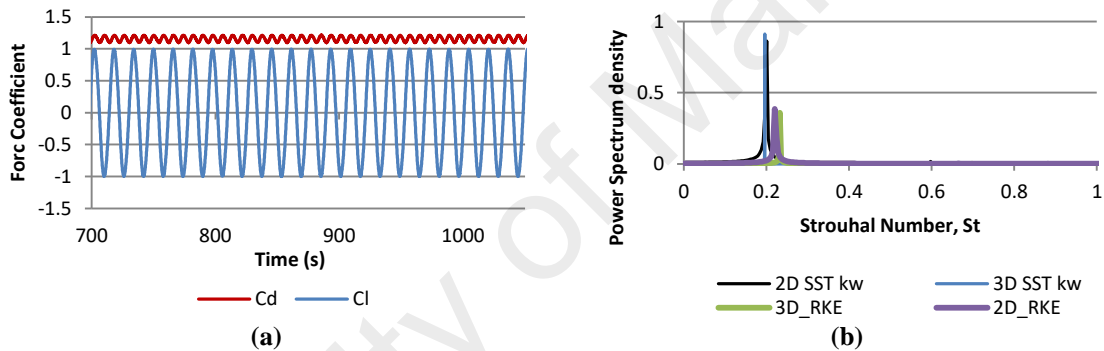 1.5
1
0.5
0
-0.5
-1
-1.5
Forc Coefficient
700 800 900 1000
Time (s)
Cd Cl
(a)
1
0.5
0
Power Spectrum density
0 0.2 0.4 0.6 0.8 1
Strouhal Number, St
2D SST kw 3D SST kw
3D_RKE 2D_RKE
(b)